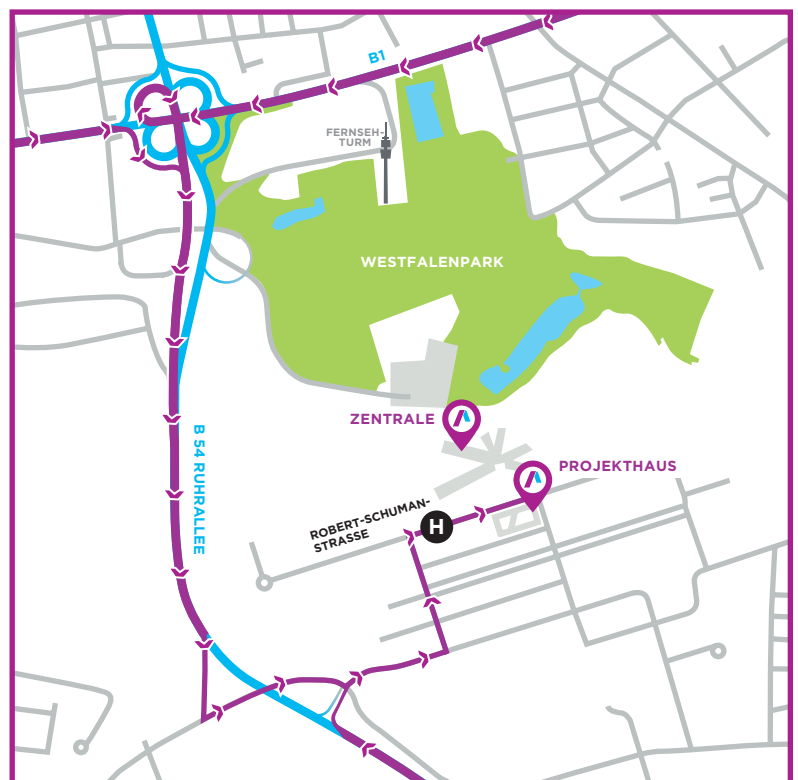 B1
FERNSEH-
TURM
WESTFALENPARK
ZENTRALE
PROJEKTHAUS
B 54 RUHRALLEE
ROBERT-SCHUMAN-
STRASSE
H